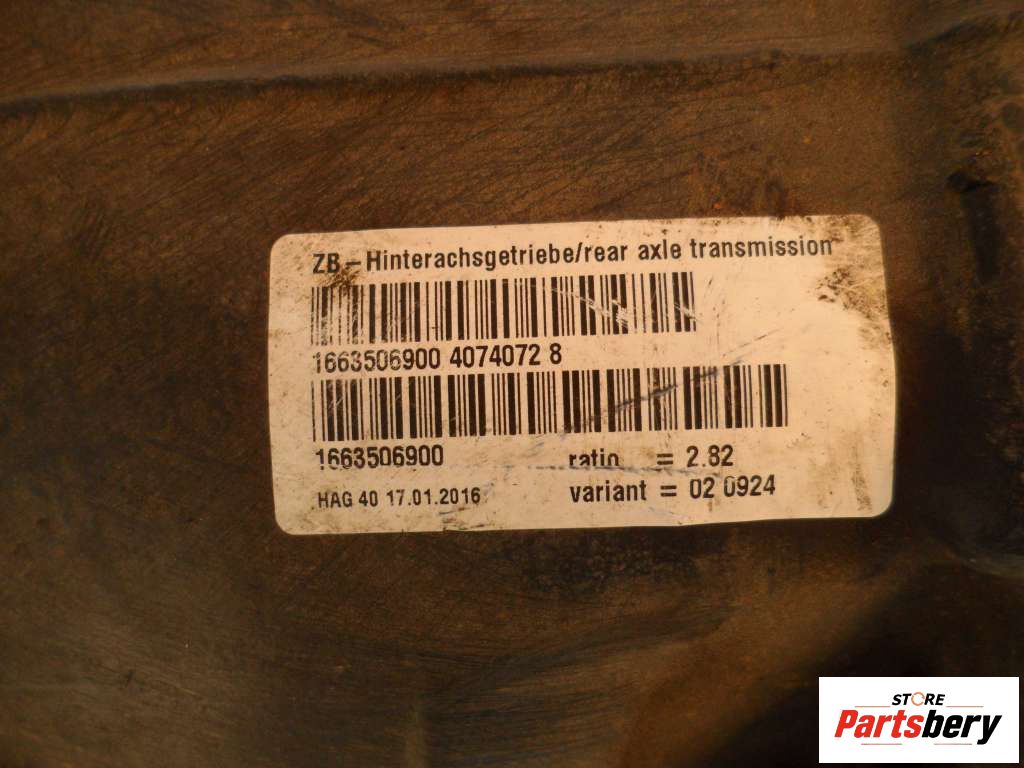 ZB-Hinterachsgetriebe/rear axle transmission
1663506900 4074072 8
1663506900
ratio = 2.82
HAG 40 17.01.2016
variant = 02 0924
STORE
Partsbery